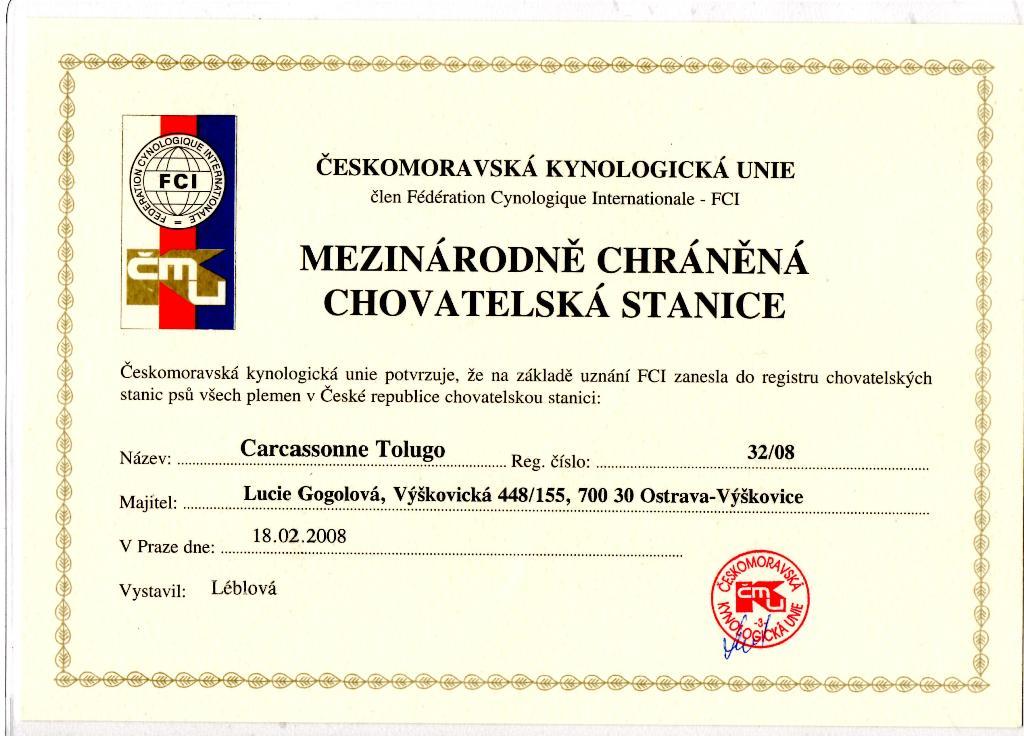 FÉDÉRATION CYNOLOGIQUE INTERNATIONALE
FCI
čmku
ČESKOMORAVSKÁ KYNOLOGICKÁ UNIE
člen Fédération Cynologique Internationale - FCI
MEZINÁRODNĚ CHRÁNĚNÁ
CHOVATELSKÁ STANICE
Českomoravská kynologická unie potvrzuje, že na základě uznání FCI zanesla do registru chovatelských
stanic psů všech plemen v České republice chovatelskou stanici:
Název: Carcassonne Tolugo Reg. číslo: 32/08
Majitel: Lucie Gogolová, Výškovická 448/155, 700 30 Ostrava-Výškovice
V Praze dne: 18.02.2008
Vystavil: Léblová
ČESKOMORAVSKÁ
čmku
-3-
KYNOLOGICKÁ UNIE